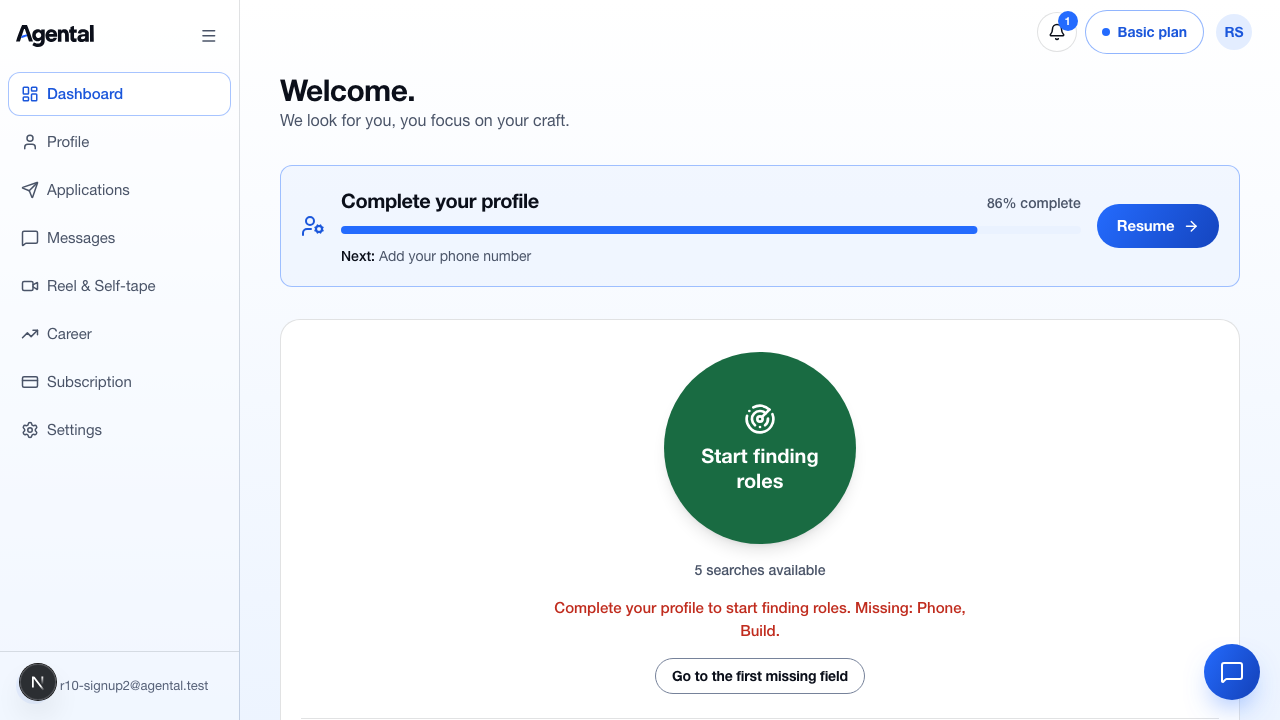 Agental
1
Basic plan
RS
Dashboard
Profile
Applications
Messages
Reel & Self-tape
Career
Subscription
Settings
N
r10-signup2@agental.test
Welcome.
We look for you, you focus on your craft.
Complete your profile
86% complete
Next: Add your phone number
Resume
Start finding
roles
5 searches available
Complete your profile to start finding roles. Missing: Phone,
Build.
Go to the first missing field